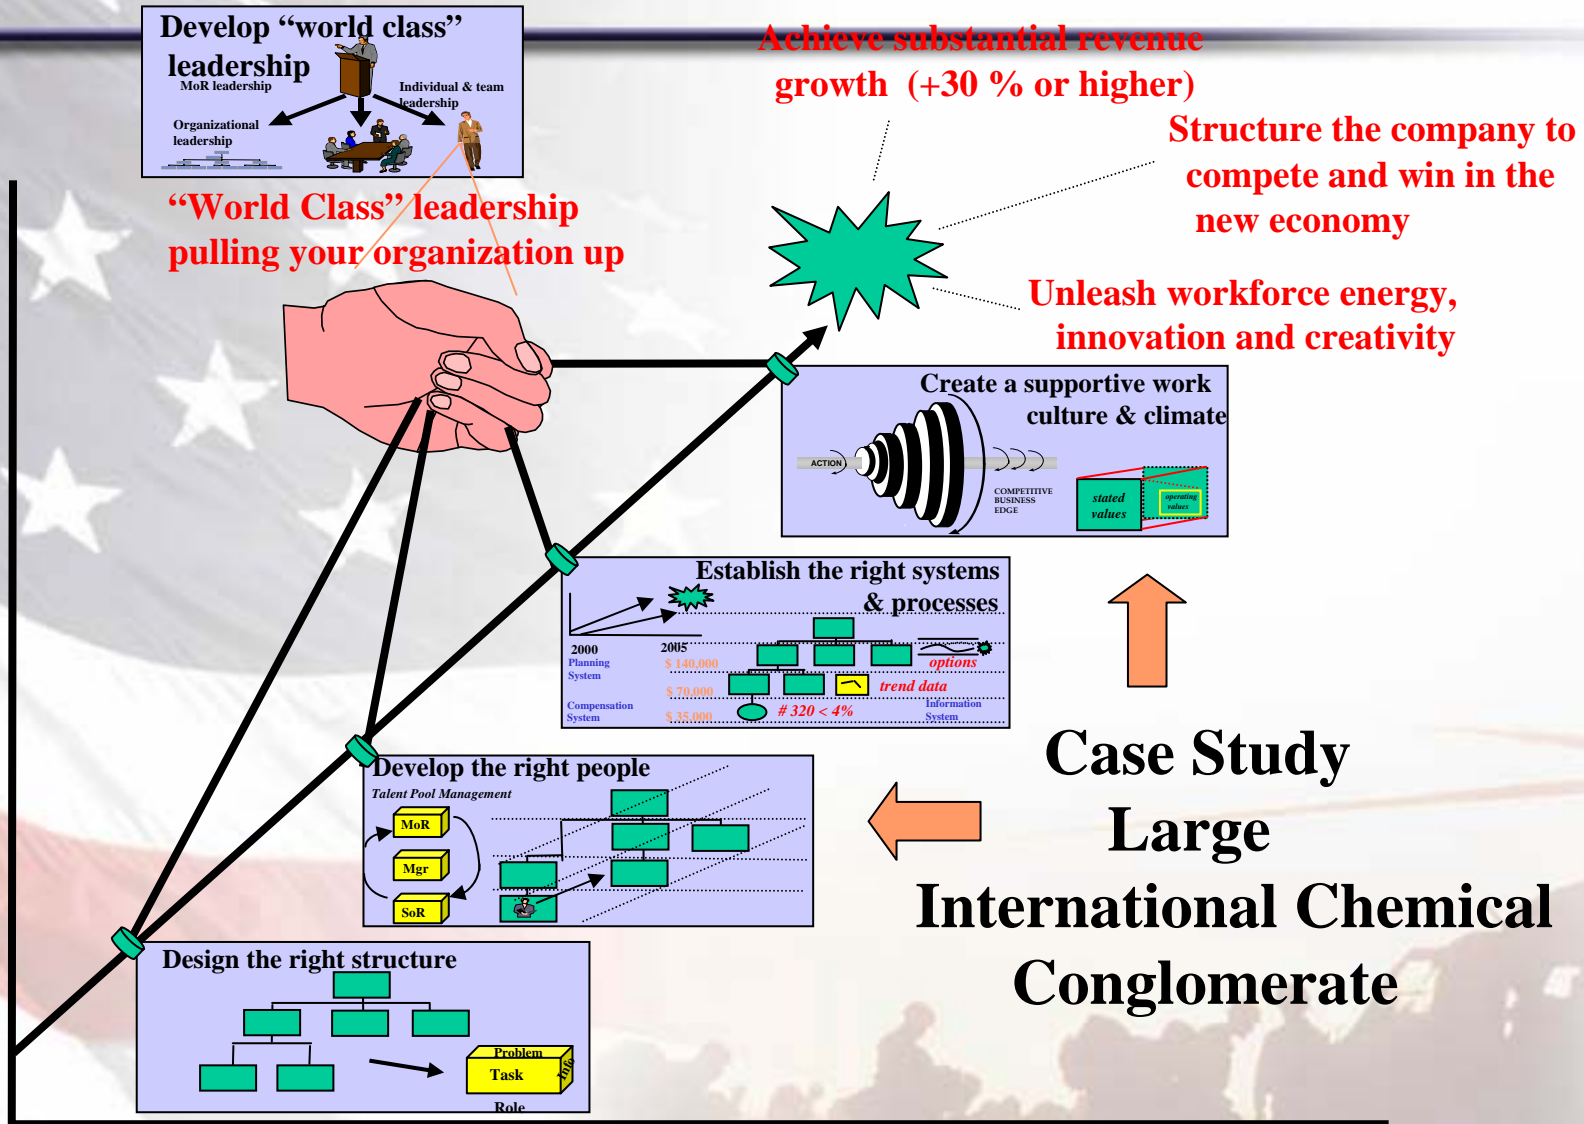 Develop “world class”
leadership
MoR leadership
Individual & team
leadership
Organizational
leadership
“World Class” leadership
pulling your organization up
Achieve substantial revenue
growth (+30 % or higher)
Structure the company to
compete and win in the
new economy
Unleash workforce energy,
innovation and creativity
Create a supportive work
culture & climate
ACTION
COMPETITIVE
BUSINESS
EDGE
stated
values
operating
values
Establish the right systems
& processes
2000
2005
Planning
System
$ 140,000
options
$ 70,000
trend data
Compensation
System
$ 35,000
# 320 < 4%
Information
System
Develop the right people
Talent Pool Management
MoR
Mgr
SoR
Case Study
Large
International Chemical
Conglomerate
Design the right structure
Problem
Task
Info
Role